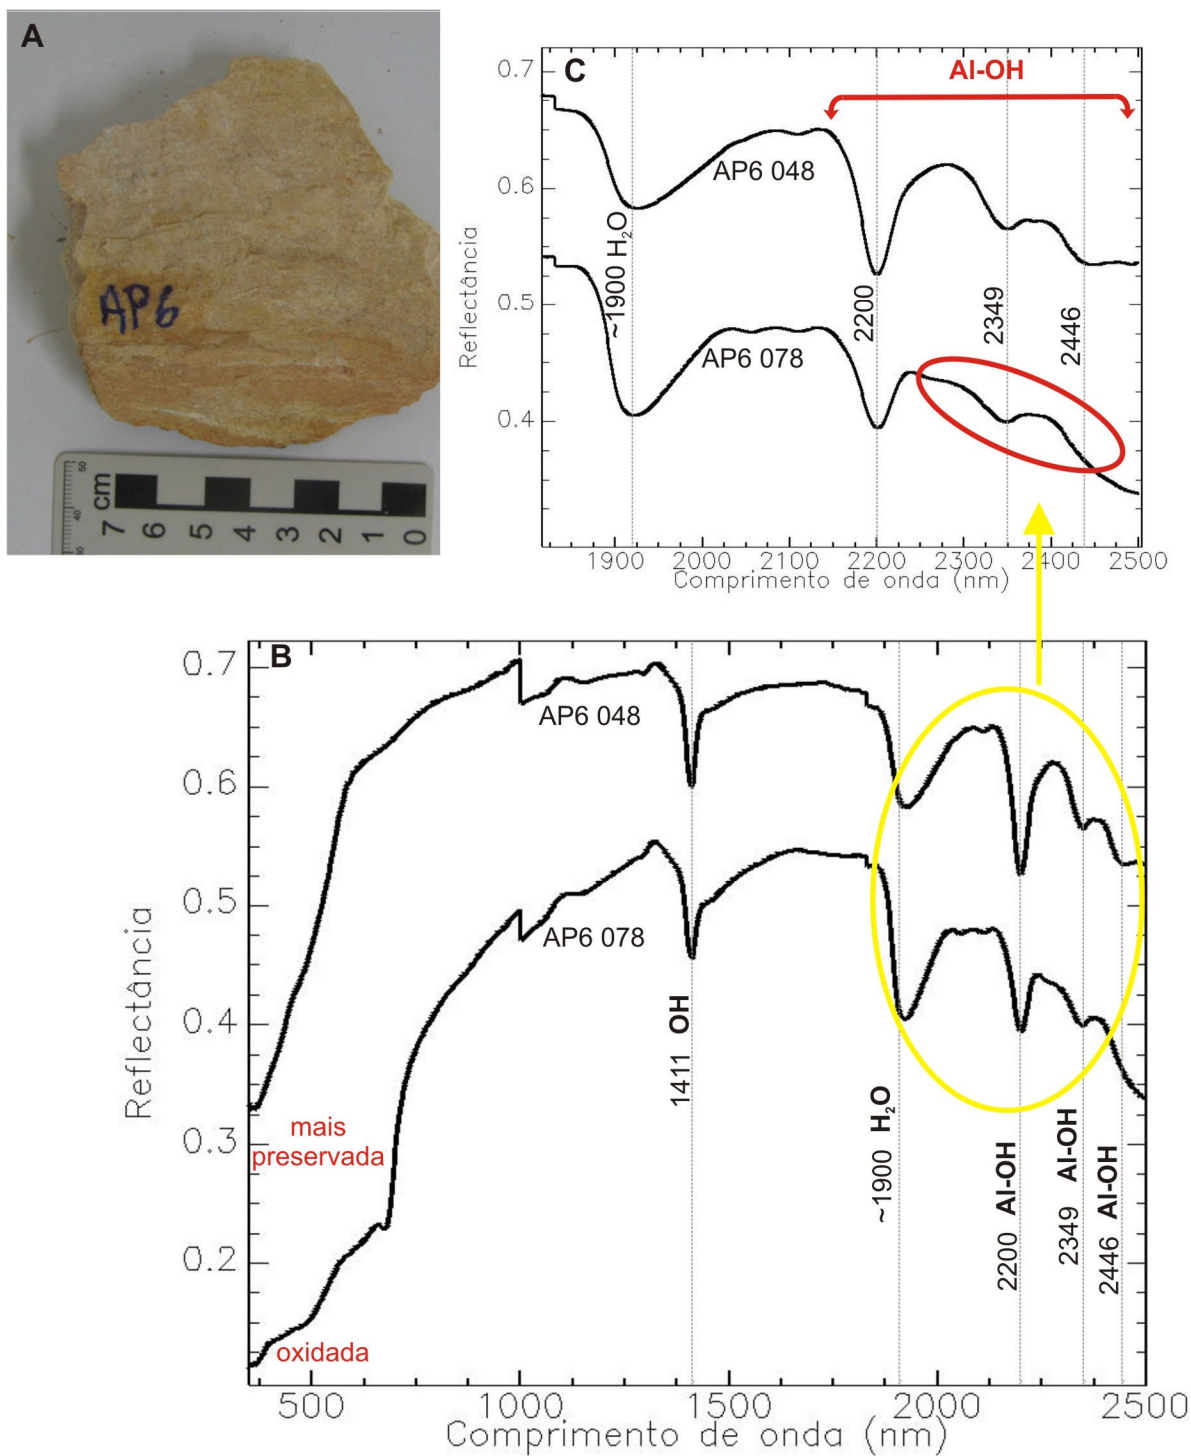 A
AP6
cm
7 6 5 4 3 2 1 0
50
40
C
Al-OH
0.7
0.6
0.5
0.4
Reflectância
AP6 048
AP6 078
~1900 H₂O
2200
2349
2446
1900 2000 2100 2200 2300 2400 2500
Comprimento de onda (nm)
B
0.7
0.6
0.5
0.4
0.3
0.2
Reflectância
AP6 048
AP6 078
mais
preservada
oxidada
1411 OH
~1900 H₂O
2200 Al-OH
2349 Al-OH
2446 Al-OH
500 1000 1500 2000 2500
Comprimento de onda (nm)